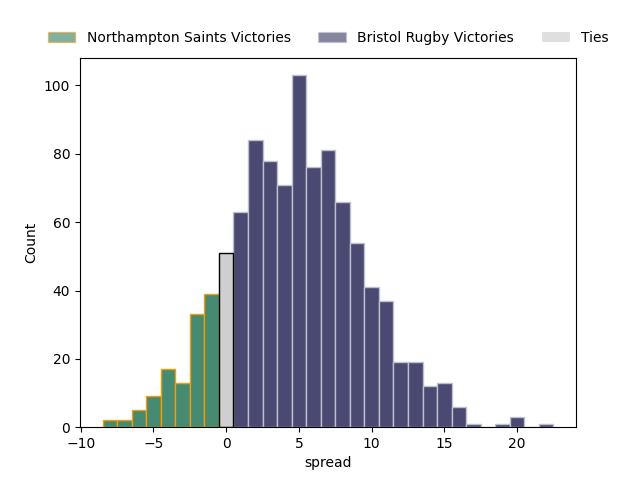 Northampton Saints Victories Bristol Rugby Victories Ties
100
80
60
40
20
0
Count
−10 −5 0 5 10 15 20
spread